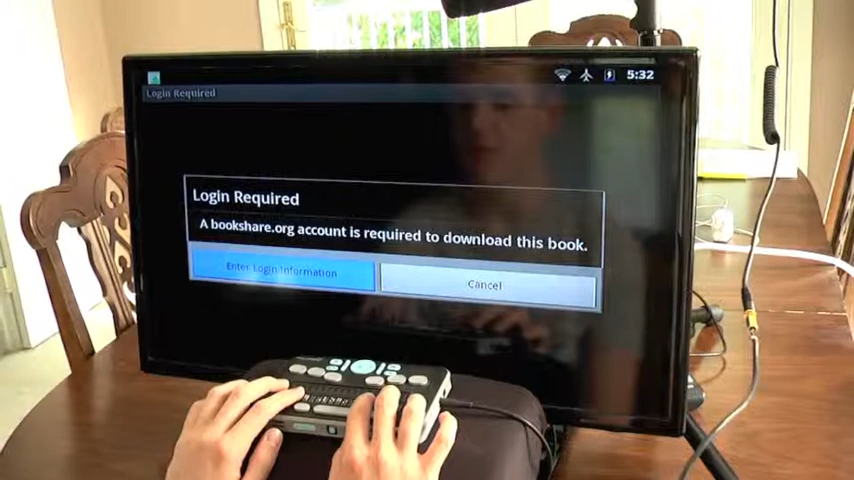 5:32
Login Required
Login Required
A bookshare.org account is required to download this book.
Enter Login Information
Cancel